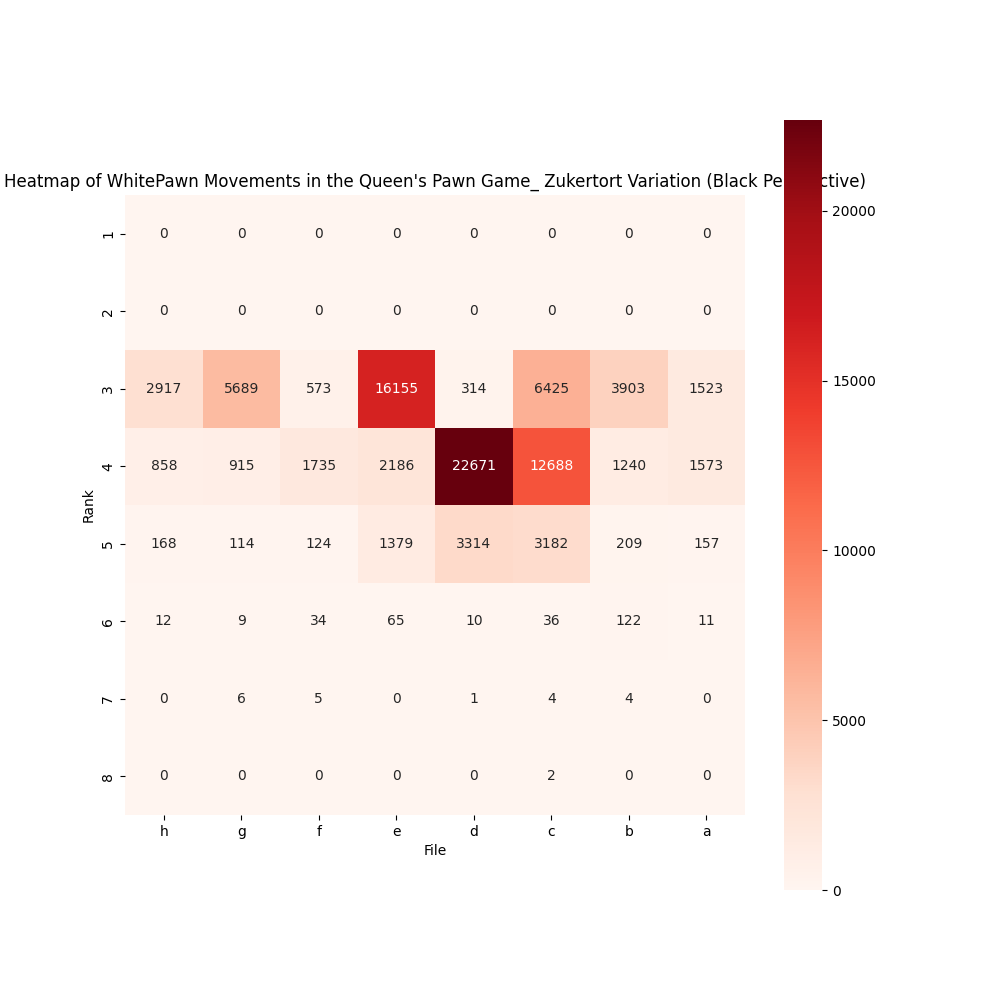 Heatmap of WhitePawn Movements in the Queen's Pawn Game_ Zukertort Variation (Black Pe ctive)
20000
1 0 0 0 0 0 0 0 0
2 0 0 0 0 0 0 0 0
3 2917 5689 573 16155 314 6425 3903 1523
15000
4 858 915 1735 2186 22671 12688 1240 1573
Rank
5 168 114 124 1379 3314 3182 209 157
10000
6 12 9 34 65 10 36 122 11
7 0 6 5 0 1 4 4 0
5000
8 0 0 0 0 0 2 0 0
h g f e d c b a
File
0